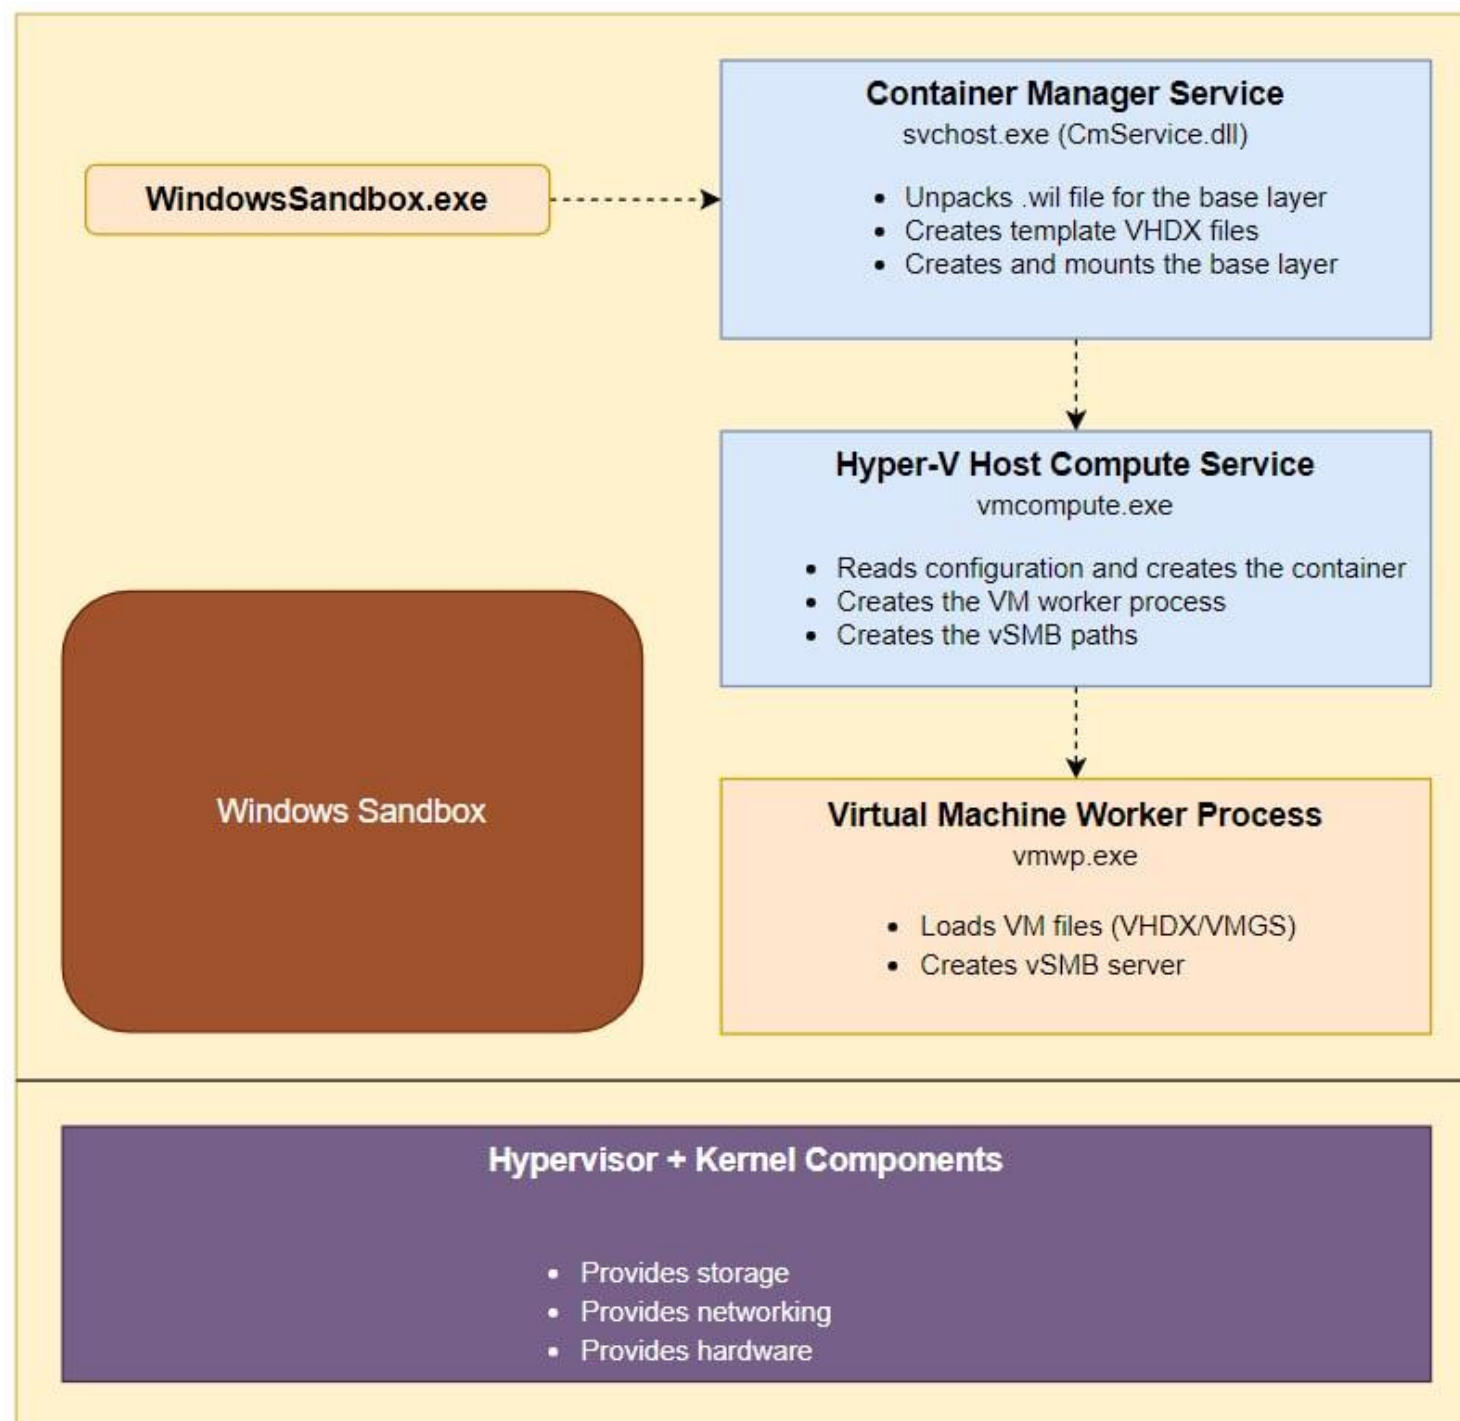 Container Manager Service
svchost.exe (CmService.dll)
• Unpacks .wil file for the base layer
• Creates template VHDX files
• Creates and mounts the base layer
WindowsSandbox.exe
Hyper-V Host Compute Service
vmcompute.exe
• Reads configuration and creates the container
• Creates the VM worker process
• Creates the vSMB paths
Windows Sandbox
Virtual Machine Worker Process
vmwp.exe
• Loads VM files (VHDX/VMGS)
• Creates vSMB server
Hypervisor + Kernel Components
• Provides storage
• Provides networking
• Provides hardware